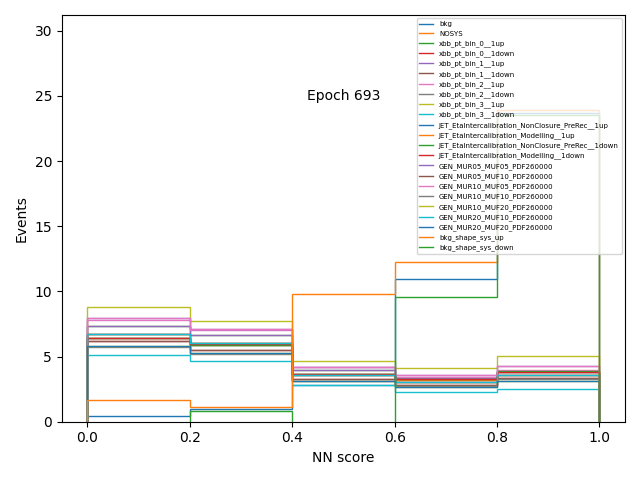 Epoch 693
bkg
NOSYS
xbb_pt_bin_0__1up
xbb_pt_bin_0__1down
xbb_pt_bin_1__1up
xbb_pt_bin_1__1down
xbb_pt_bin_2__1up
xbb_pt_bin_2__1down
xbb_pt_bin_3__1up
xbb_pt_bin_3__1down
JET_EtaIntercalibration_NonClosure_PreRec__1up
JET_EtaIntercalibration_Modelling__1up
JET_EtaIntercalibration_NonClosure_PreRec__1down
JET_EtaIntercalibration_Modelling__1down
GEN_MUR05_MUF05_PDF260000
GEN_MUR05_MUF10_PDF260000
GEN_MUR10_MUF05_PDF260000
GEN_MUR10_MUF10_PDF260000
GEN_MUR10_MUF20_PDF260000
GEN_MUR20_MUF10_PDF260000
GEN_MUR20_MUF20_PDF260000
bkg_shape_sys_up
bkg_shape_sys_down
Events
30
25
20
15
10
5
0
0.0 0.2 0.4 0.6 0.8 1.0
NN score